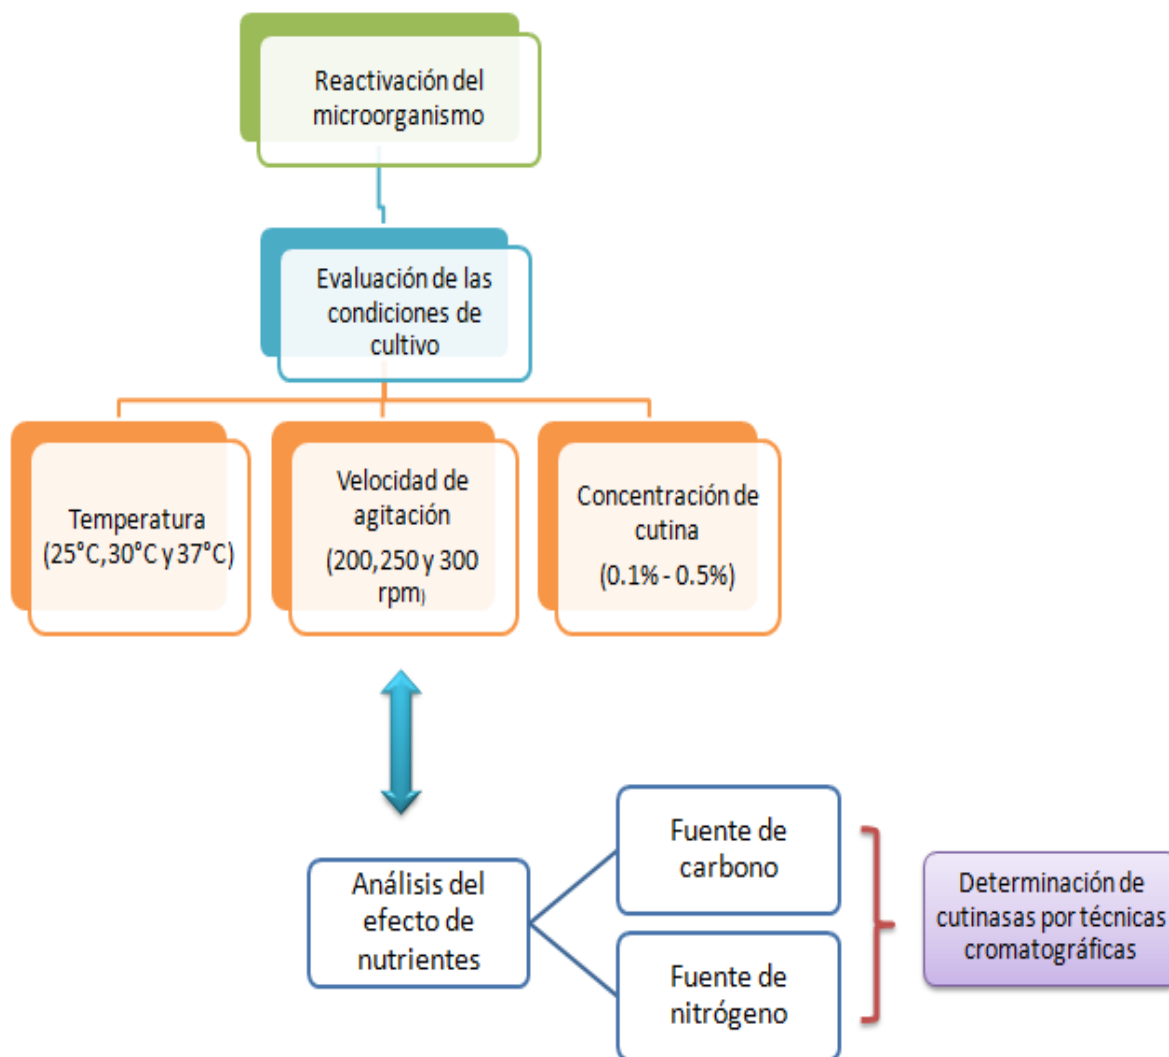 Reactivación del
microorganismo
Evaluación de las
condiciones de
cultivo
Temperatura
(25°C,30°C y 37°C)
Velocidad de
agitación
(200,250 y 300
rpm)
Concentración de
cutina
(0.1% - 0.5%)
Análisis del
efecto de
nutrientes
Fuente de
carbono
Fuente de
nitrógeno
Determinación de
cutinasas por técnicas
cromatográficas